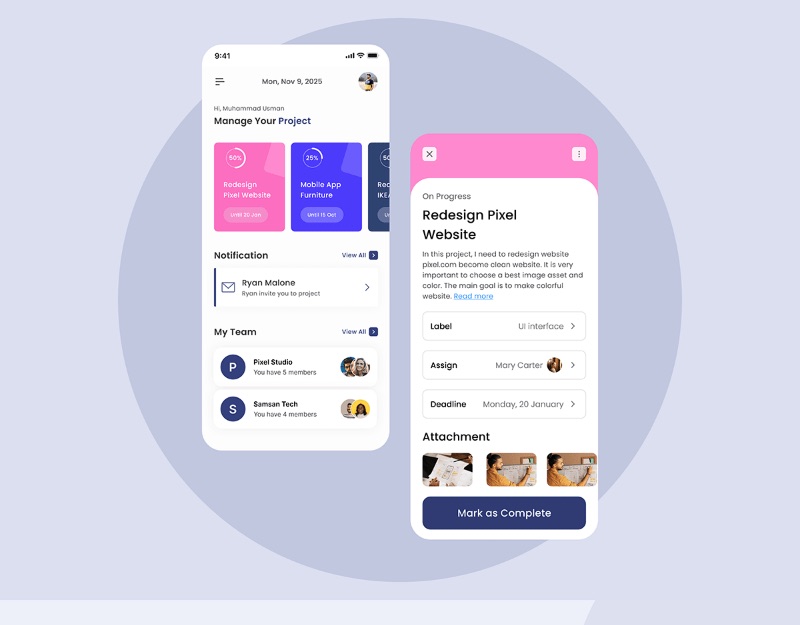 9:41
Mon, Nov 9, 2025
Hi, Muhammad Usman
Manage Your Project
50%
Redesign
Pixel Website
Until 20 Jan
25%
Mobile App
Furniture
Until 15 Oct
Notification
View All
Ryan Malone
Ryan invite you to project
My Team
View All
P
Pixel Studio
You have 5 members
S
Samsan Tech
You have 4 members
On Progress
Redesign Pixel
Website
In this project, I need to redesign website
pixel.com become clean website. It is very
important to choose a best image asset and
color. The main goal is to make colorful
website. Read more
Label
UI interface
Assign
Mary Carter
Deadline
Monday, 20 January
Attachment
Mark as Complete